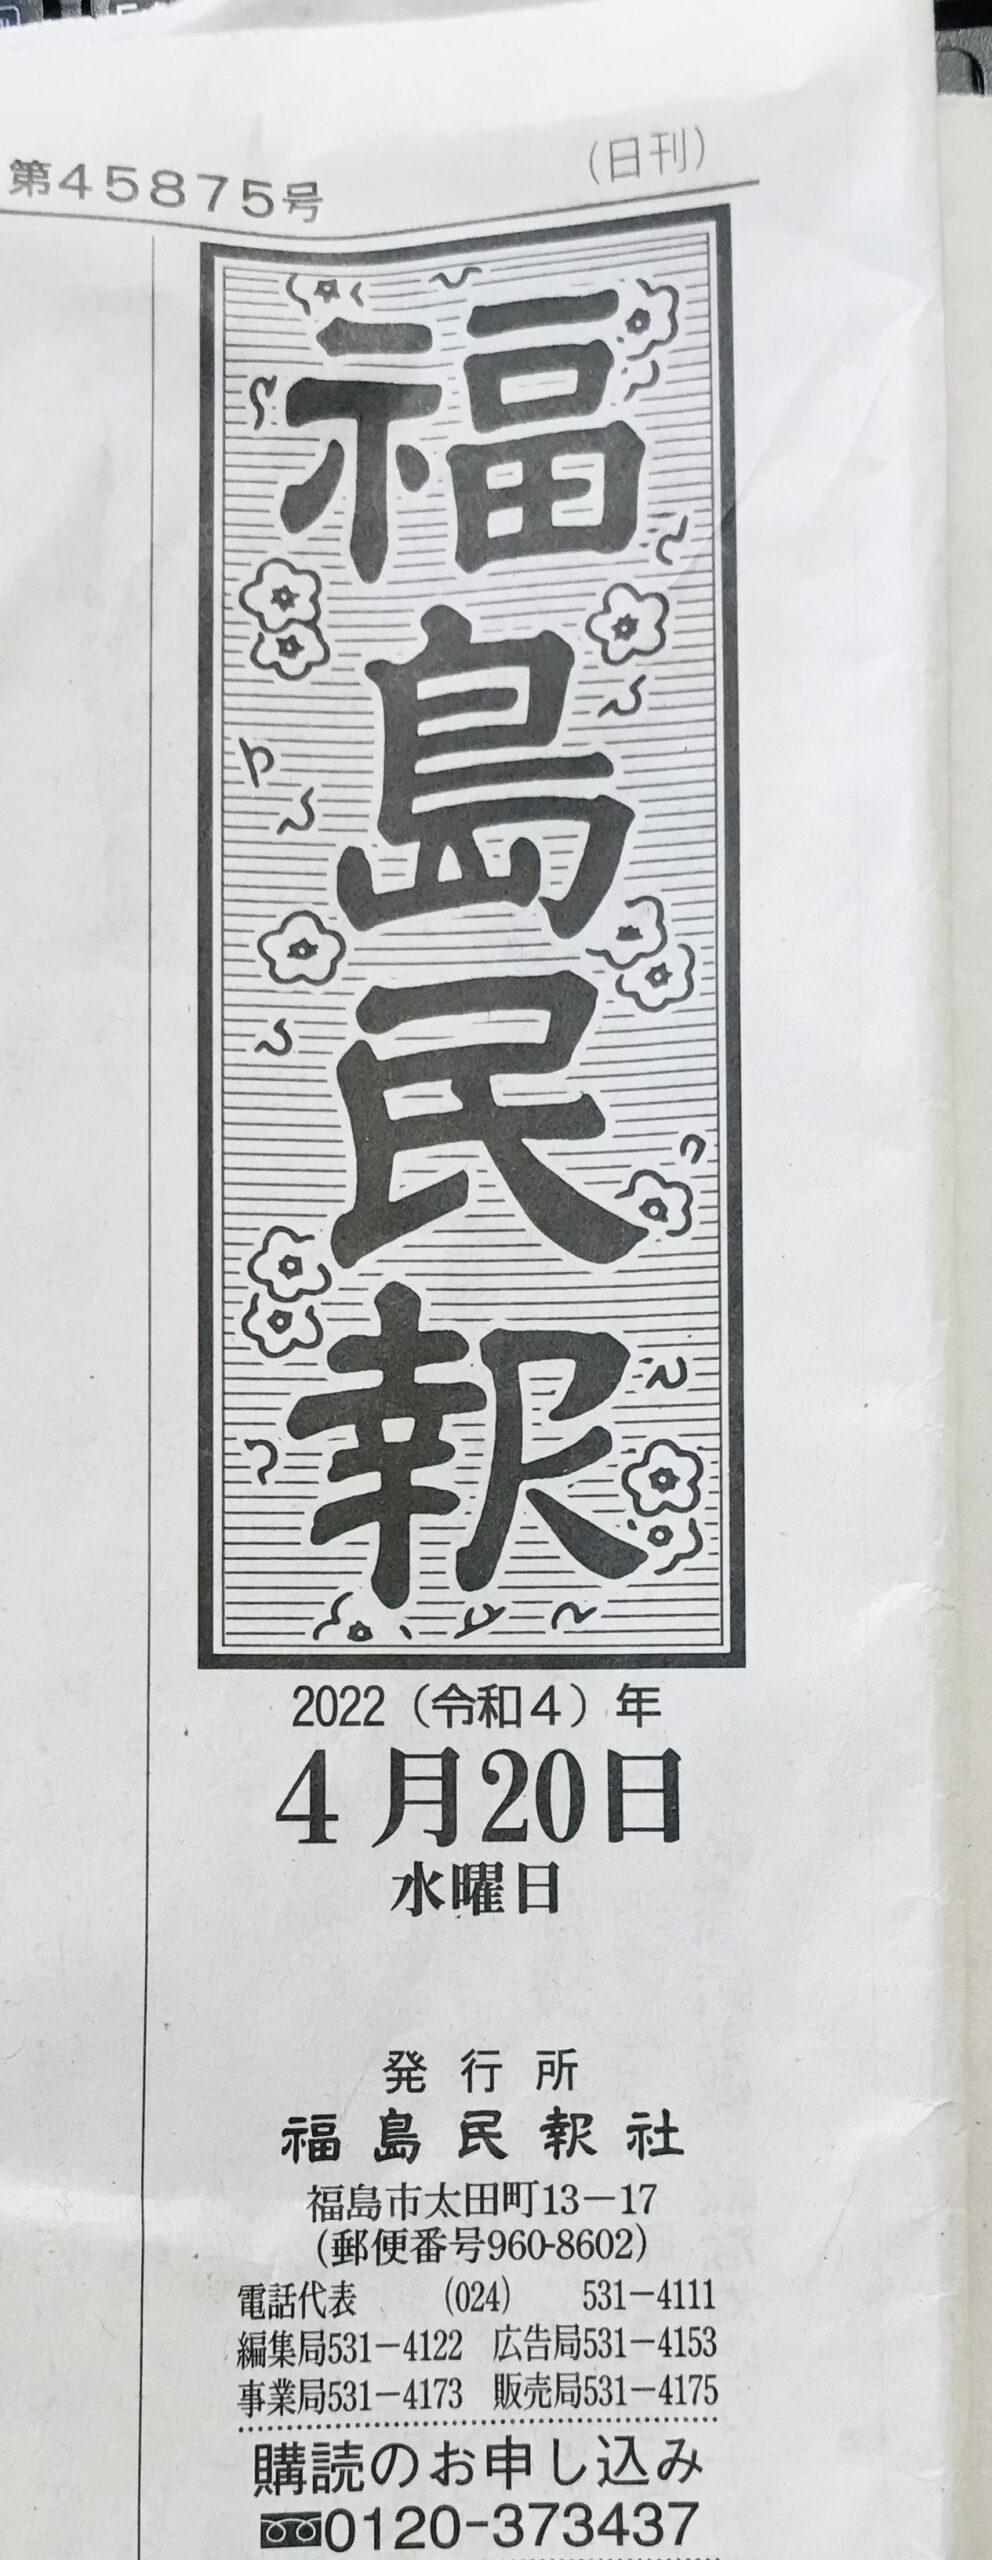 第45875号 (日刊)
福島民報
2022（令和4）年
4月20日
水曜日
発行所
福島民報社
福島市太田町13−17
(郵便番号960-8602)
電話代表 (024) 531−4111
編集局531−4122 広告局531−4153
事業局531−4173 販売局531−4175
購読のお申し込み
0120-373437